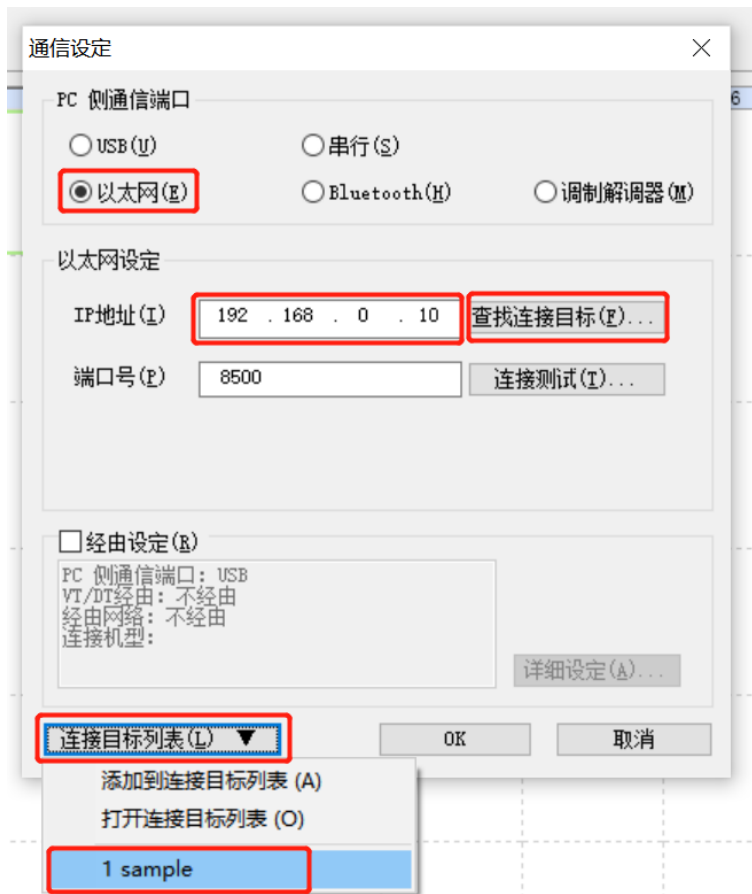 通信设定
6
PC 侧通信端口
USB(U) 串行(S)
以太网(E) Bluetooth(H) 调制解调器(M)
以太网设定
IP地址(I) 192 . 168 . 0 . 10 查找连接目标(F)...
端口号(P) 8500 连接测试(T)...
经由设定(R)
PC 侧通信端口: USB
VT/DT经由: 不经由
经由网络: 不经由
连接机型:
详细设定(A)...
连接目标列表(L) ▼ OK 取消
添加到连接目标列表 (A)
打开连接目标列表 (O)
1 sample